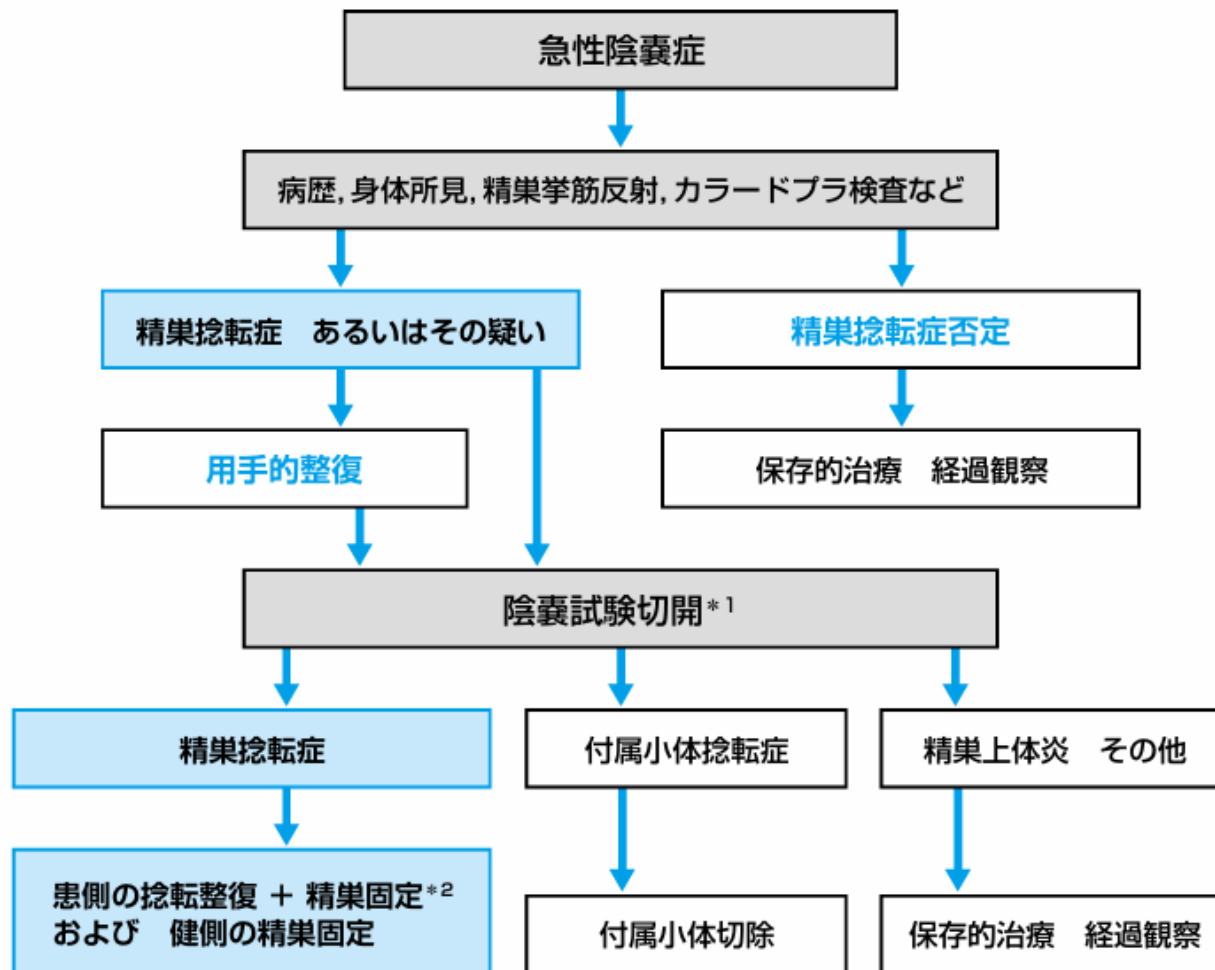 急性陰嚢症
病歴, 身体所見, 精巣挙筋反射, カラードプラ検査など
精巣捻転症　あるいはその疑い
精巣捻転症否定
用手的整復
保存的治療　経過観察
陰嚢試験切開*1
精巣捻転症
付属小体捻転症
精巣上体炎　その他
患側の捻転整復 ＋ 精巣固定*2
および　健側の精巣固定
付属小体切除
保存的治療　経過観察